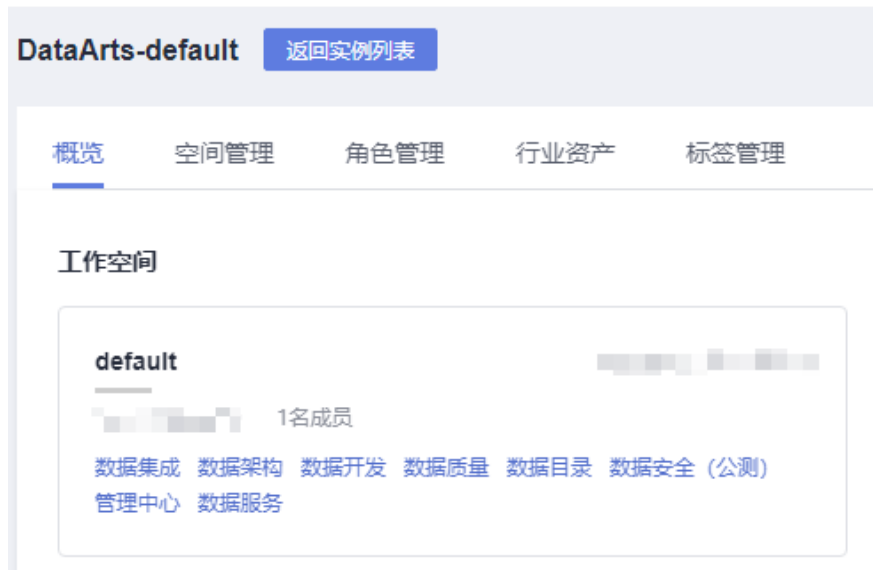 DataArts-default 返回实例列表
概览 空间管理 角色管理 行业资产 标签管理
工作空间
default
1名成员
数据集成 数据架构 数据开发 数据质量 数据目录 数据安全（公测）
管理中心 数据服务